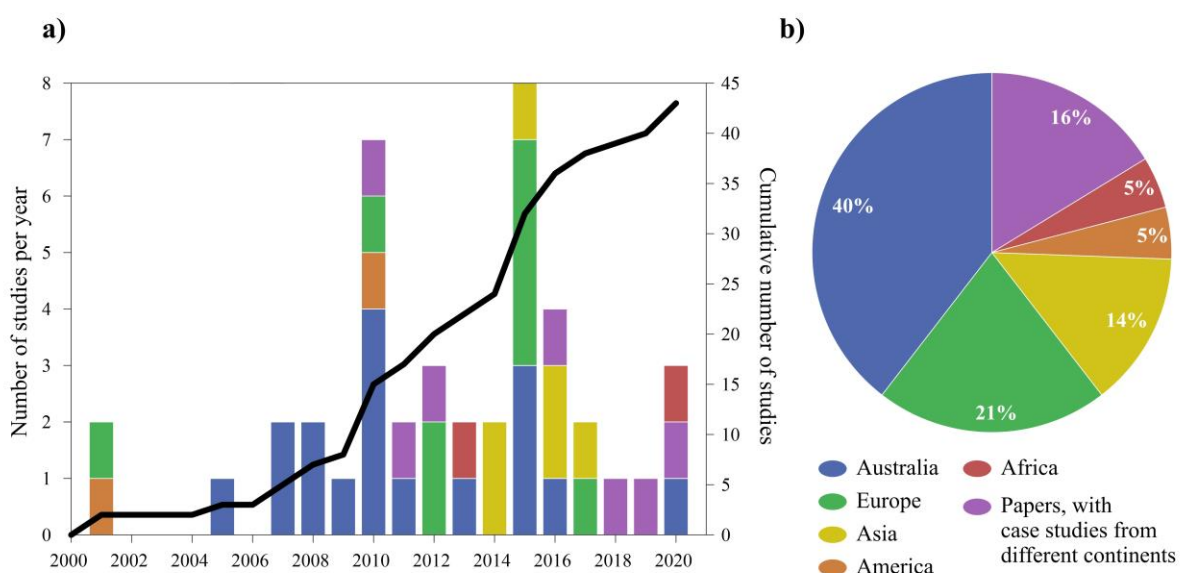 a)
Number of studies per year
8
7
6
5
4
3
2
1
0
2000 2002 2004 2006 2008 2010 2012 2014 2016 2018 2020
45
40
35
30
25
20
15
10
5
0
Cumulative number of studies
b)
16%
5%
5%
14%
21%
40%
Australia
Europe
Asia
America
Africa
Papers, with
case studies from
different continents